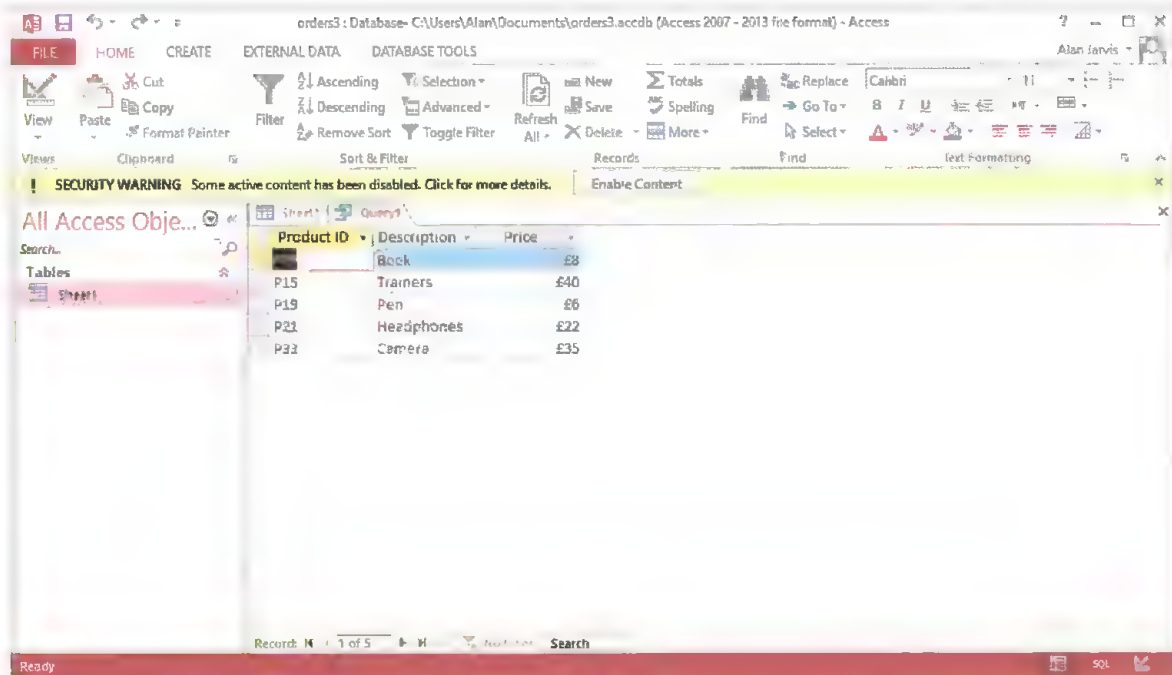 orders3 : Database- C:\Users\Alan\Documents\orders3.accdb (Access 2007 - 2013 file format) - Access
FILE HOME CREATE EXTERNAL DATA DATABASE TOOLS Alan Jarvis
Cut Ascending Selection New Totals Replace Calibri 11
Copy Descending Advanced Save Spelling Go To B I U
View Paste Format Painter Filter Remove Sort Toggle Filter Refresh All Delete More Find Select A
Views Clipboard Sort & Filter Records Find Text Formatting
! SECURITY WARNING Some active content has been disabled. Click for more details. Enable Content
All Access Obje... Sheet1 Query1
Search.. Product ID Description Price
Book £8
Tables P15 Trainers £40
Sheet1 P19 Pen £6
P21 Headphones £22
P33 Camera £35
Record: 1 of 5 Search
Ready SQL